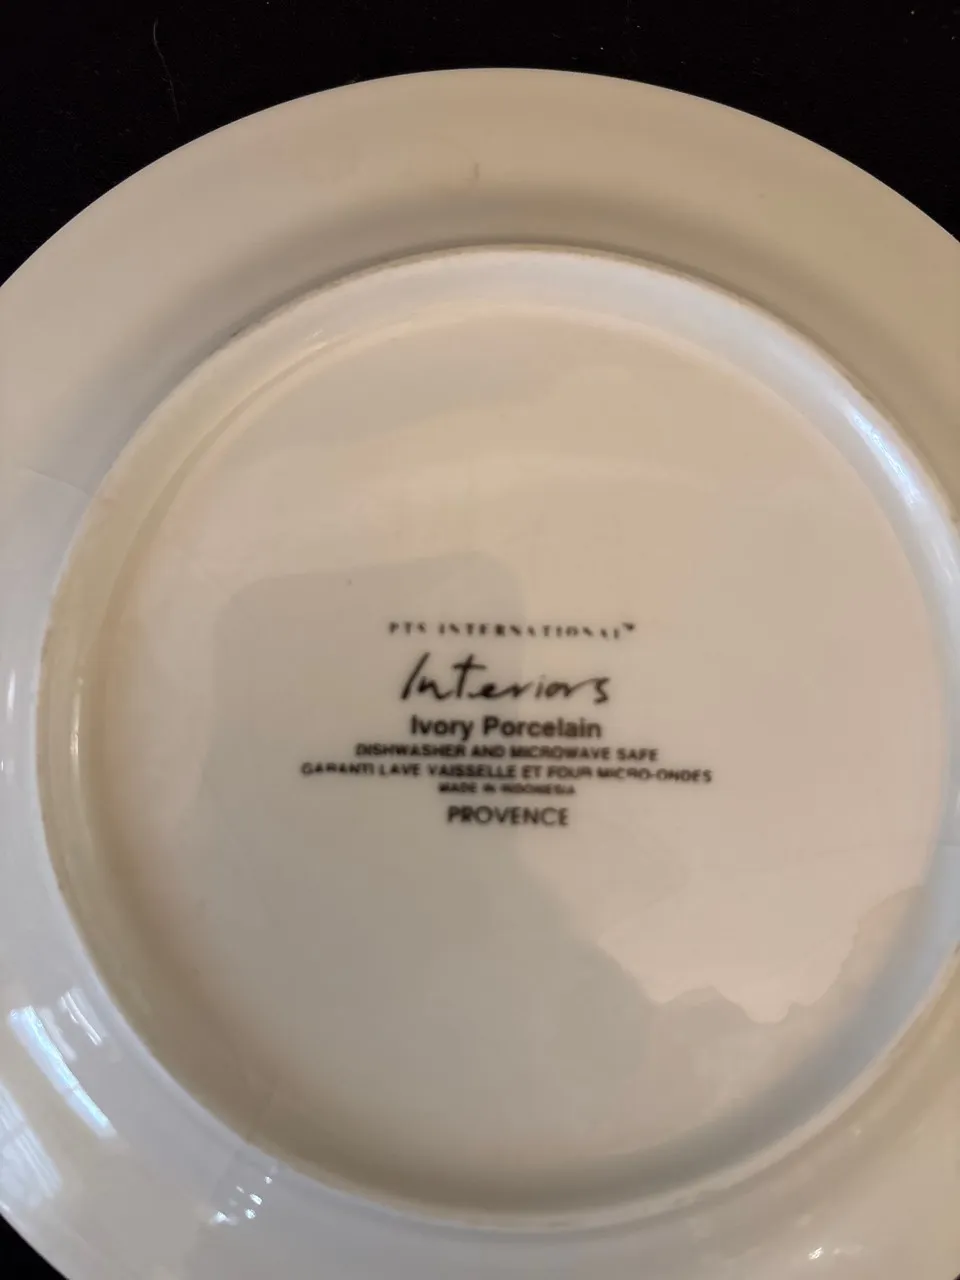 PTS INTERNATIONAL™
Interiors
Ivory Porcelain
DISHWASHER AND MICROWAVE SAFE
GARANTI LAVE VAISSELLE ET FOUR MICRO-ONDES
MADE IN INDONESIA
PROVENCE